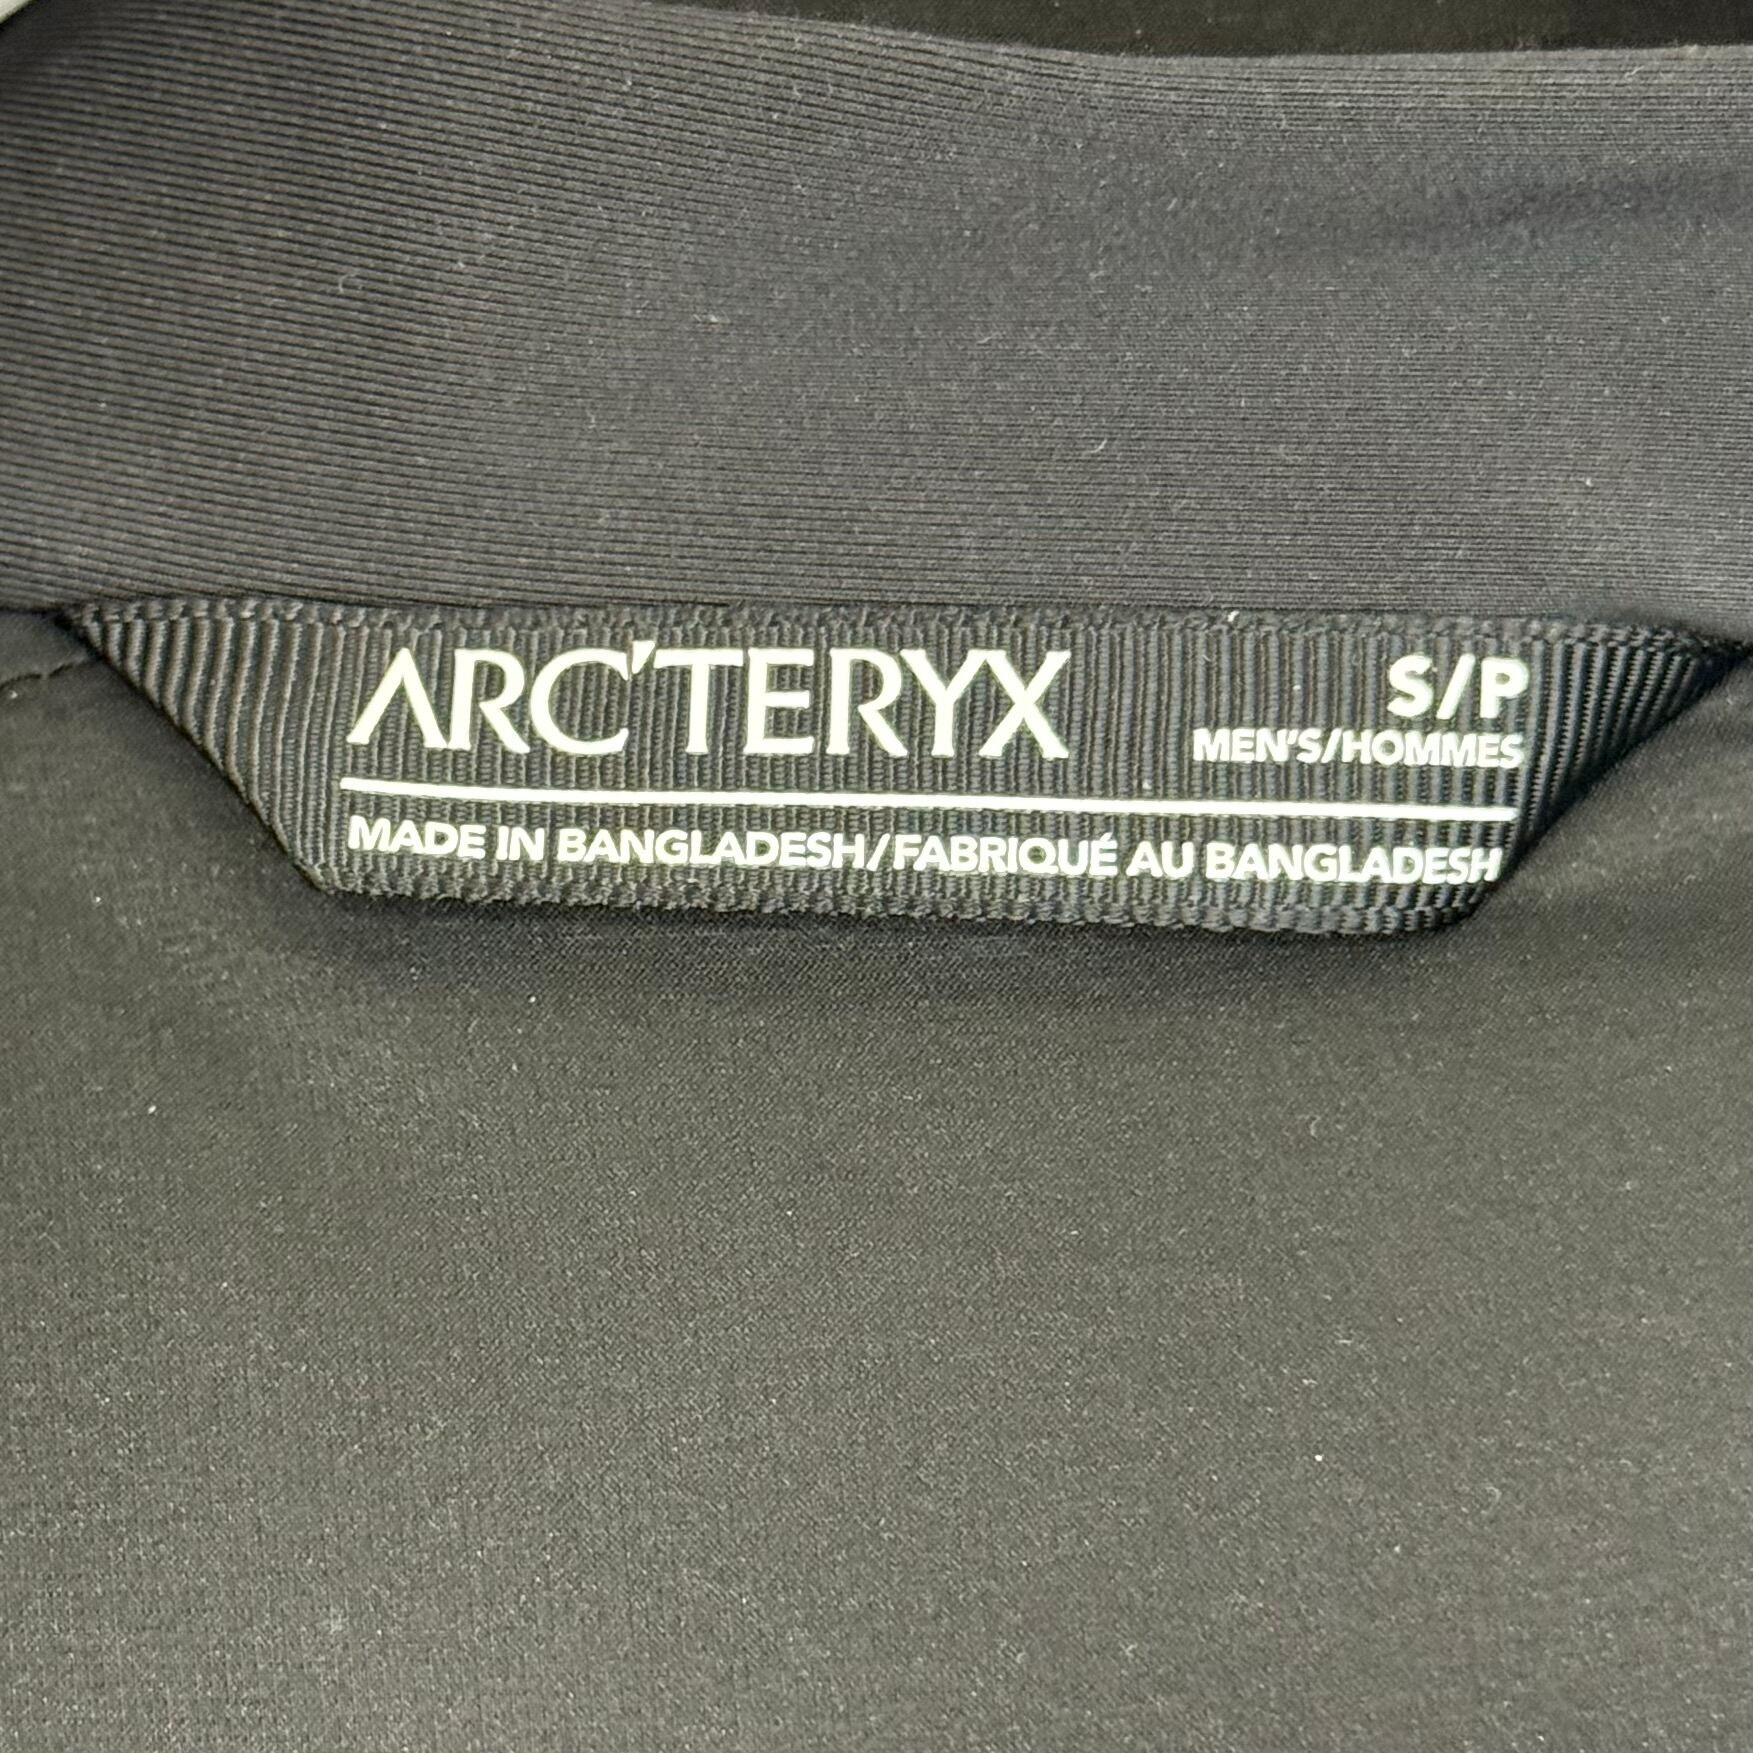 ARC'TERYX
S/P
MEN'S/HOMMES
MADE IN BANGLADESH/FABRIQUÉ AU BANGLADESH